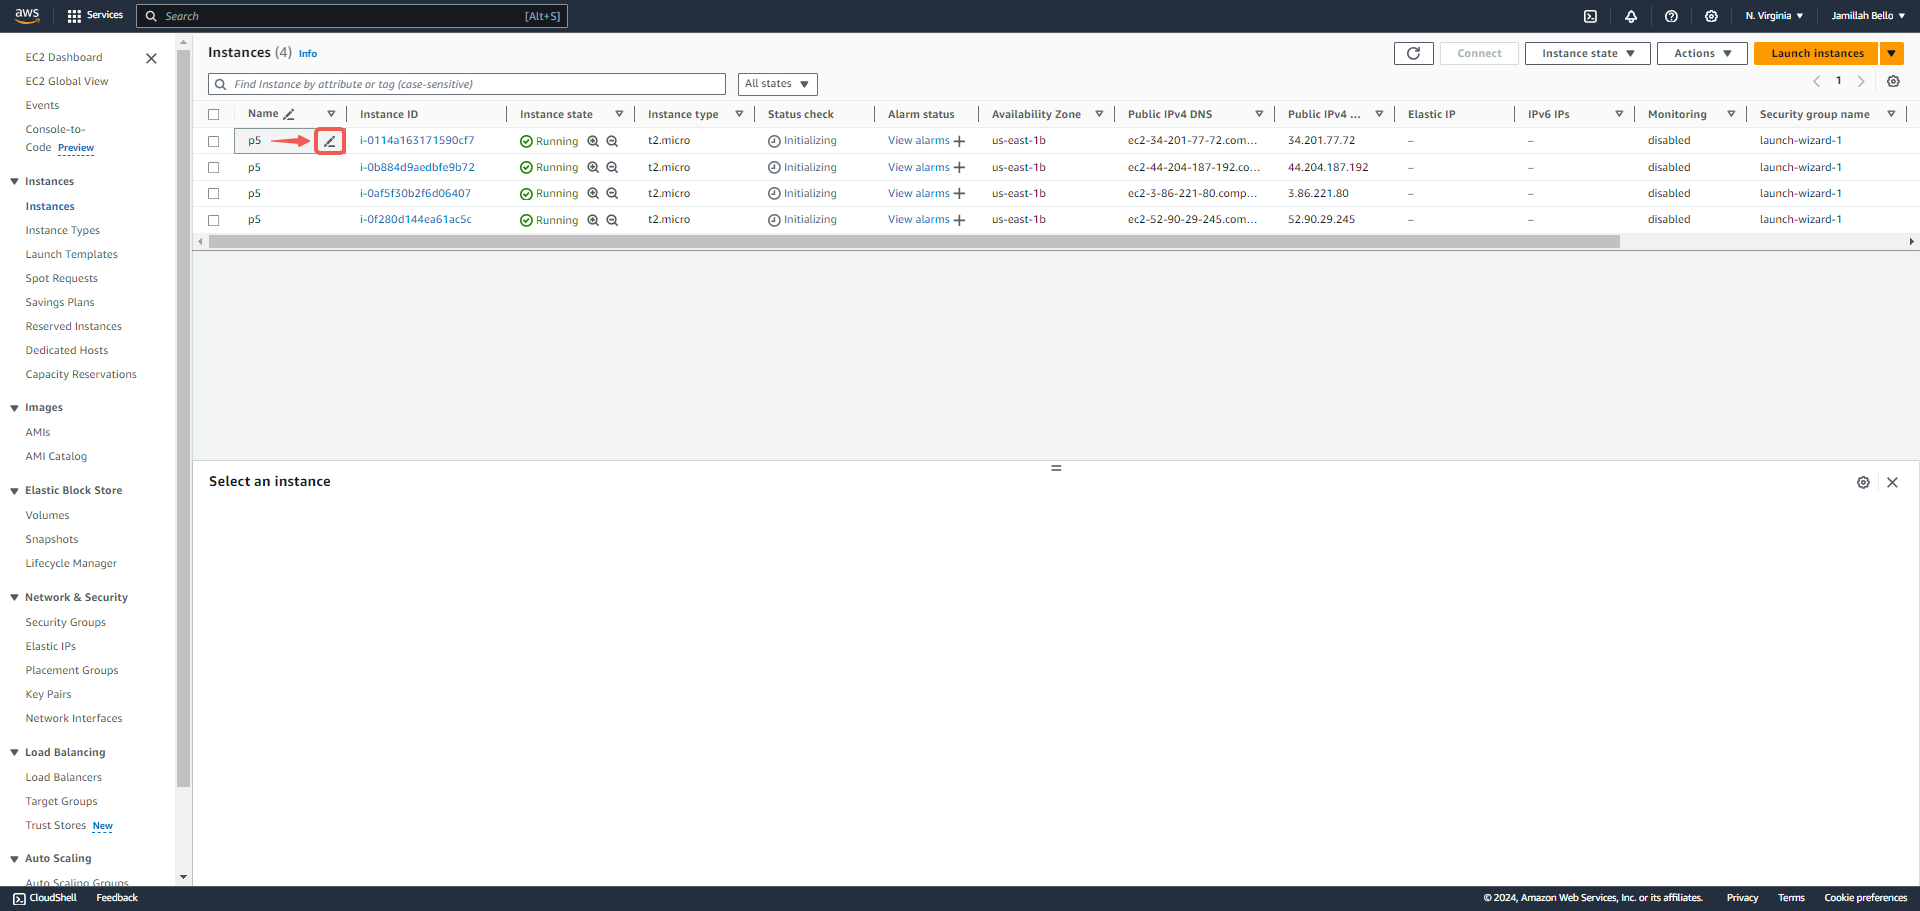 aws
Services
Search
[Alt+S]
N. Virginia
Jamillah Bello
EC2 Dashboard
EC2 Global View
Events
Console-to-
Code Preview
Instances
Instances
Instance Types
Launch Templates
Spot Requests
Savings Plans
Reserved Instances
Dedicated Hosts
Capacity Reservations
Images
AMIs
AMI Catalog
Elastic Block Store
Volumes
Snapshots
Lifecycle Manager
Network & Security
Security Groups
Elastic IPs
Placement Groups
Key Pairs
Network Interfaces
Load Balancing
Load Balancers
Target Groups
Trust Stores New
Auto Scaling
Auto Scaling Groups
Instances (4) Info
Connect
Instance state
Actions
Launch instances
Find Instance by attribute or tag (case-sensitive)
All states
1
Name Instance ID Instance state Instance type Status check Alarm status Availability Zone Public IPv4 DNS Public IPv4 ... Elastic IP IPv6 IPs Monitoring Security group name
p5 i-0114a163171590cf7 Running t2.micro Initializing View alarms us-east-1b ec2-34-201-77-72.com... 34.201.77.72 – – disabled launch-wizard-1
p5 i-0b884d9aedbfe9b72 Running t2.micro Initializing View alarms us-east-1b ec2-44-204-187-192.co... 44.204.187.192 – – disabled launch-wizard-1
p5 i-0af5f30b2f6d06407 Running t2.micro Initializing View alarms us-east-1b ec2-3-86-221-80.comp... 3.86.221.80 – – disabled launch-wizard-1
p5 i-0f280d144ea61ac5c Running t2.micro Initializing View alarms us-east-1b ec2-52-90-29-245.com... 52.90.29.245 – – disabled launch-wizard-1
Select an instance
CloudShell
Feedback
© 2024, Amazon Web Services, Inc. or its affiliates.
Privacy
Terms
Cookie preferences